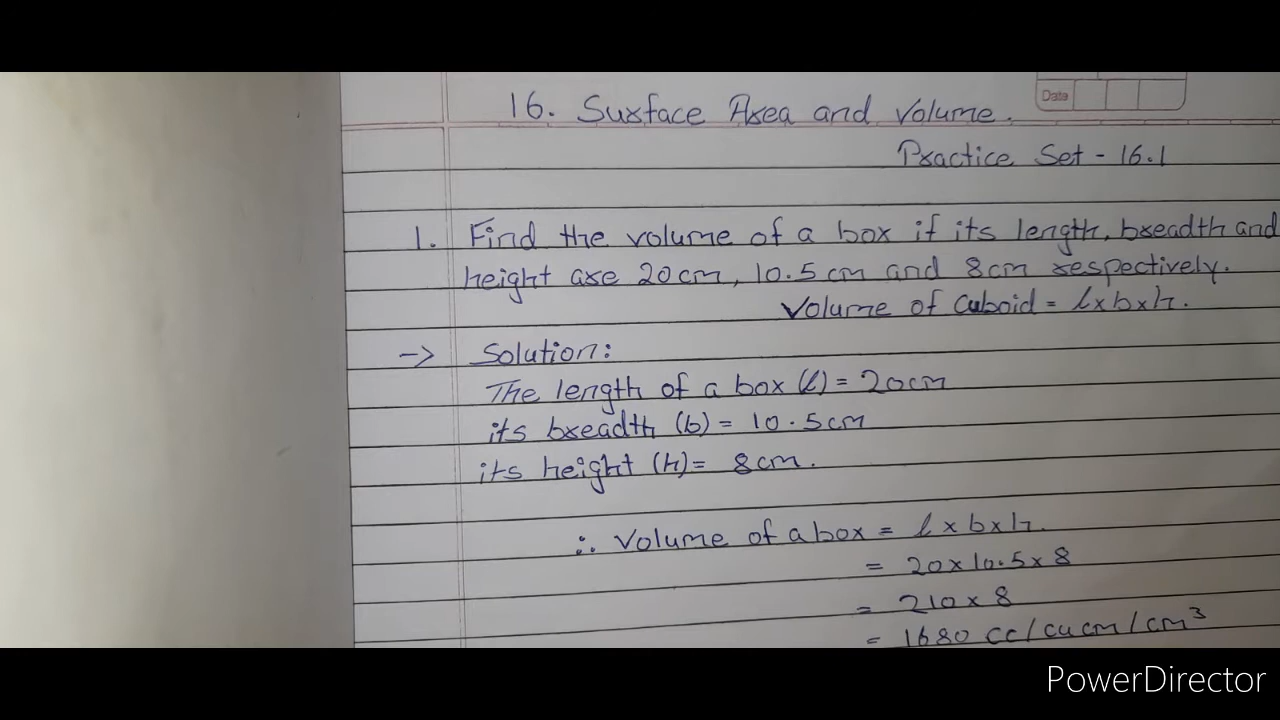 Data
16. Surface Area and Volume.
Practice Set - 16.1
1. Find the volume of a box if its length, breadth and
height are 20cm, 10.5cm and 8cm respectively.
Volume of cuboid = l×b×h.
-> Solution:
The length of a box (l) = 20cm
its breadth (b) = 10.5cm
its height (h) = 8cm.
∴ Volume of a box = l×b×h.
= 20×10.5×8
= 210×8
= 1680 cc/cucm/cm³
PowerDirector